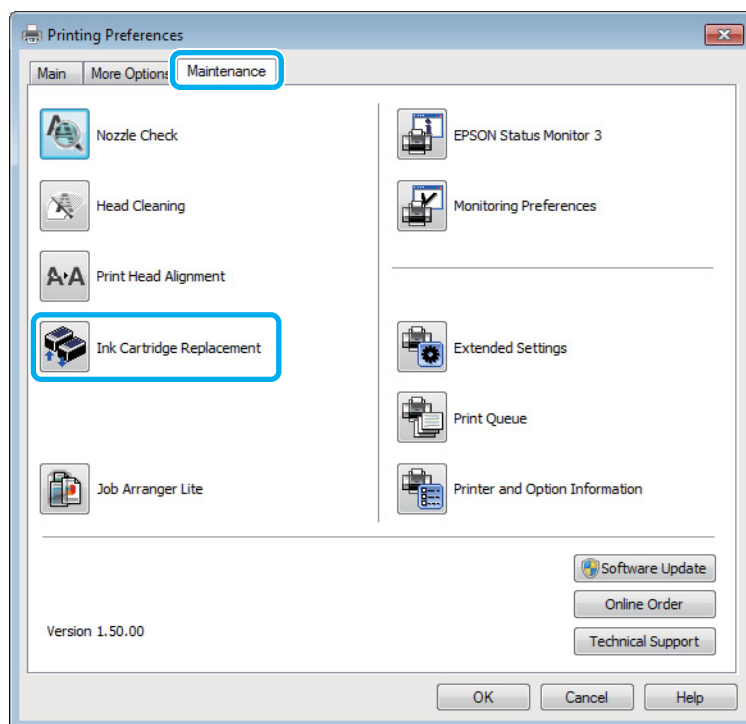 Printing Preferences
Main
More Options
Maintenance
Nozzle Check
EPSON Status Monitor 3
Head Cleaning
Monitoring Preferences
Print Head Alignment
Ink Cartridge Replacement
Extended Settings
Print Queue
Job Arranger Lite
Printer and Option Information
Software Update
Online Order
Version 1.50.00
Technical Support
OK
Cancel
Help